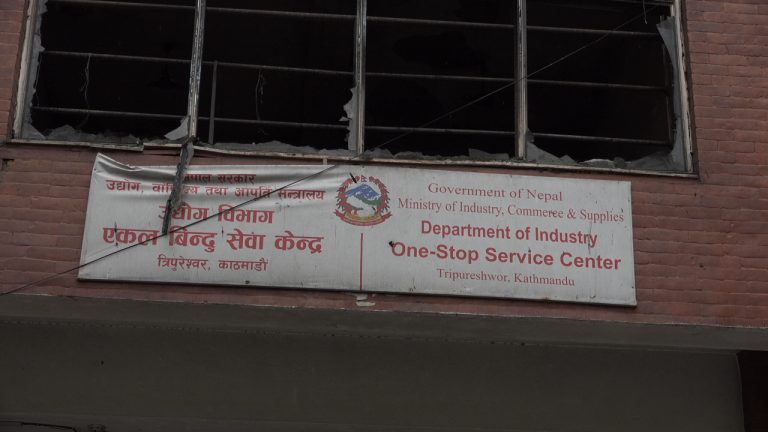 नेपाल सरकार
उद्योग, वाणिज्य तथा आपूर्ति मन्त्रालय
उद्योग विभाग
एकल बिन्दु सेवा केन्द्र
त्रिपुरेश्वर, काठमाडौं
Government of Nepal
Ministry of Industry, Commerce & Supplies
Department of Industry
One-Stop Service Center
Tripureshwor, Kathmandu